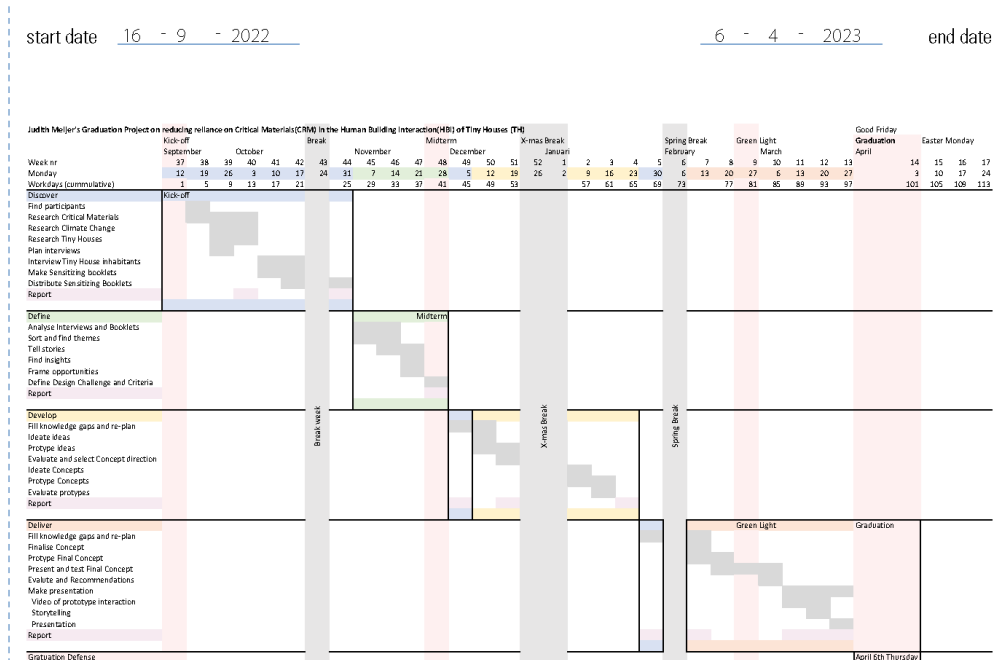 start date 16 - 9 - 2022 6 - 4 - 2023 end date
Judith Meijer's Graduation Project on reducing reliance on Critical Materials(CRM) in the Human Building Interaction(HBI) of Tiny Houses (TH) Good Friday
Kick-off Break Midterm X-mas Break Spring Break Green Light Graduation Easter Monday
September October November December Januari February March April
Week nr 37 38 39 40 41 42 43 44 45 46 47 48 49 50 51 52 1 2 3 4 5 6 7 8 9 10 11 12 13 14 15 16 17
Monday 12 19 26 3 10 17 24 31 7 14 21 28 5 12 19 26 2 9 16 23 30 6 13 20 27 6 13 20 27 3 10 17 24
Workdays (cummulative) 1 5 9 13 17 21 25 29 33 37 41 45 49 53 57 61 65 69 73 77 81 85 89 93 97 101 105 109 113
Discover Kick-off
Find participants
Research Critical Materials
Research Climate Change
Research Tiny Houses
Plan interviews
Interview Tiny House inhabitants
Make Sensitizing booklets
Distribute Sensitizing Booklets
Report
Define Midterm
Analyse Interviews and Booklets
Sort and find themes
Tell stories
Find insights
Frame opportunities
Define Design Challenge and Criteria
Report
Break week
X-mas Break
Spring Break
Develop
Fill knowledge gaps and re-plan
Ideate ideas
Protype ideas
Evaluate and select Concept direction
Ideate Concepts
Protype Concepts
Evaluate protypes
Report
Deliver Green Light Graduation
Fill knowledge gaps and re-plan
Finalise Concept
Protype Final Concept
Present and test Final Concept
Evalute and Recommendations
Make presentation
Video of prototype interaction
Storytelling
Presentation
Report
Gratuation Defense April 6th Thursday